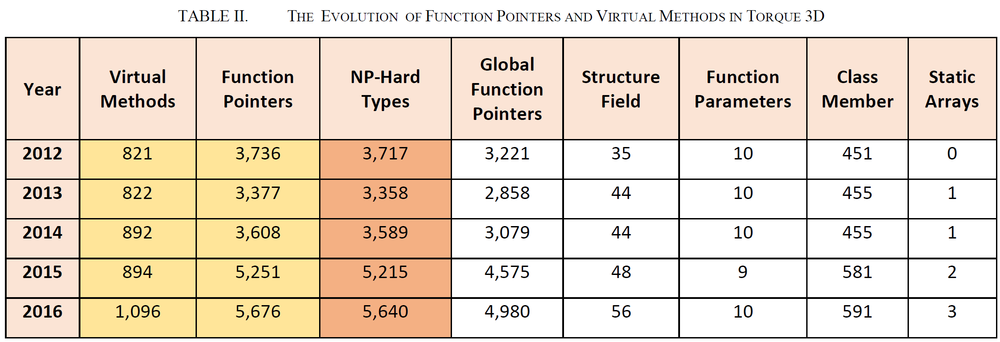 TABLE II. THE EVOLUTION OF FUNCTION POINTERS AND VIRTUAL METHODS IN TORQUE 3D
Year Virtual Methods Function Pointers NP-Hard Types Global Function Pointers Structure Field Function Parameters Class Member Static Arrays
2012 821 3,736 3,717 3,221 35 10 451 0
2013 822 3,377 3,358 2,858 44 10 455 1
2014 892 3,608 3,589 3,079 44 10 455 1
2015 894 5,251 5,215 4,575 48 9 581 2
2016 1,096 5,676 5,640 4,980 56 10 591 3